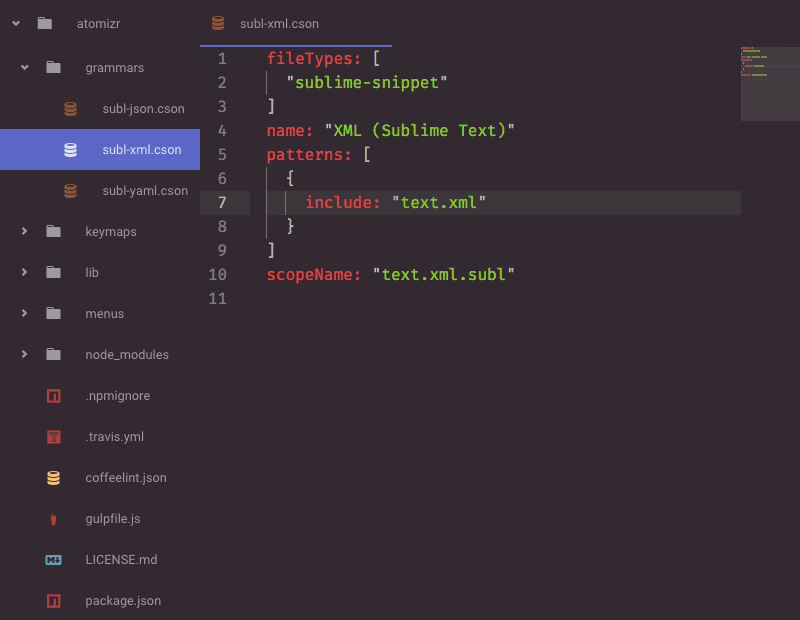 atomizr
grammars
subl-json.cson
subl-xml.cson
subl-yaml.cson
keymaps
lib
menus
node_modules
.npmignore
.travis.yml
coffeelint.json
gulpfile.js
LICENSE.md
package.json
subl-xml.cson
1 fileTypes: [
2 "sublime-snippet"
3 ]
4 name: "XML (Sublime Text)"
5 patterns: [
6 {
7 include: "text.xml"
8 }
9 ]
10 scopeName: "text.xml.subl"
11